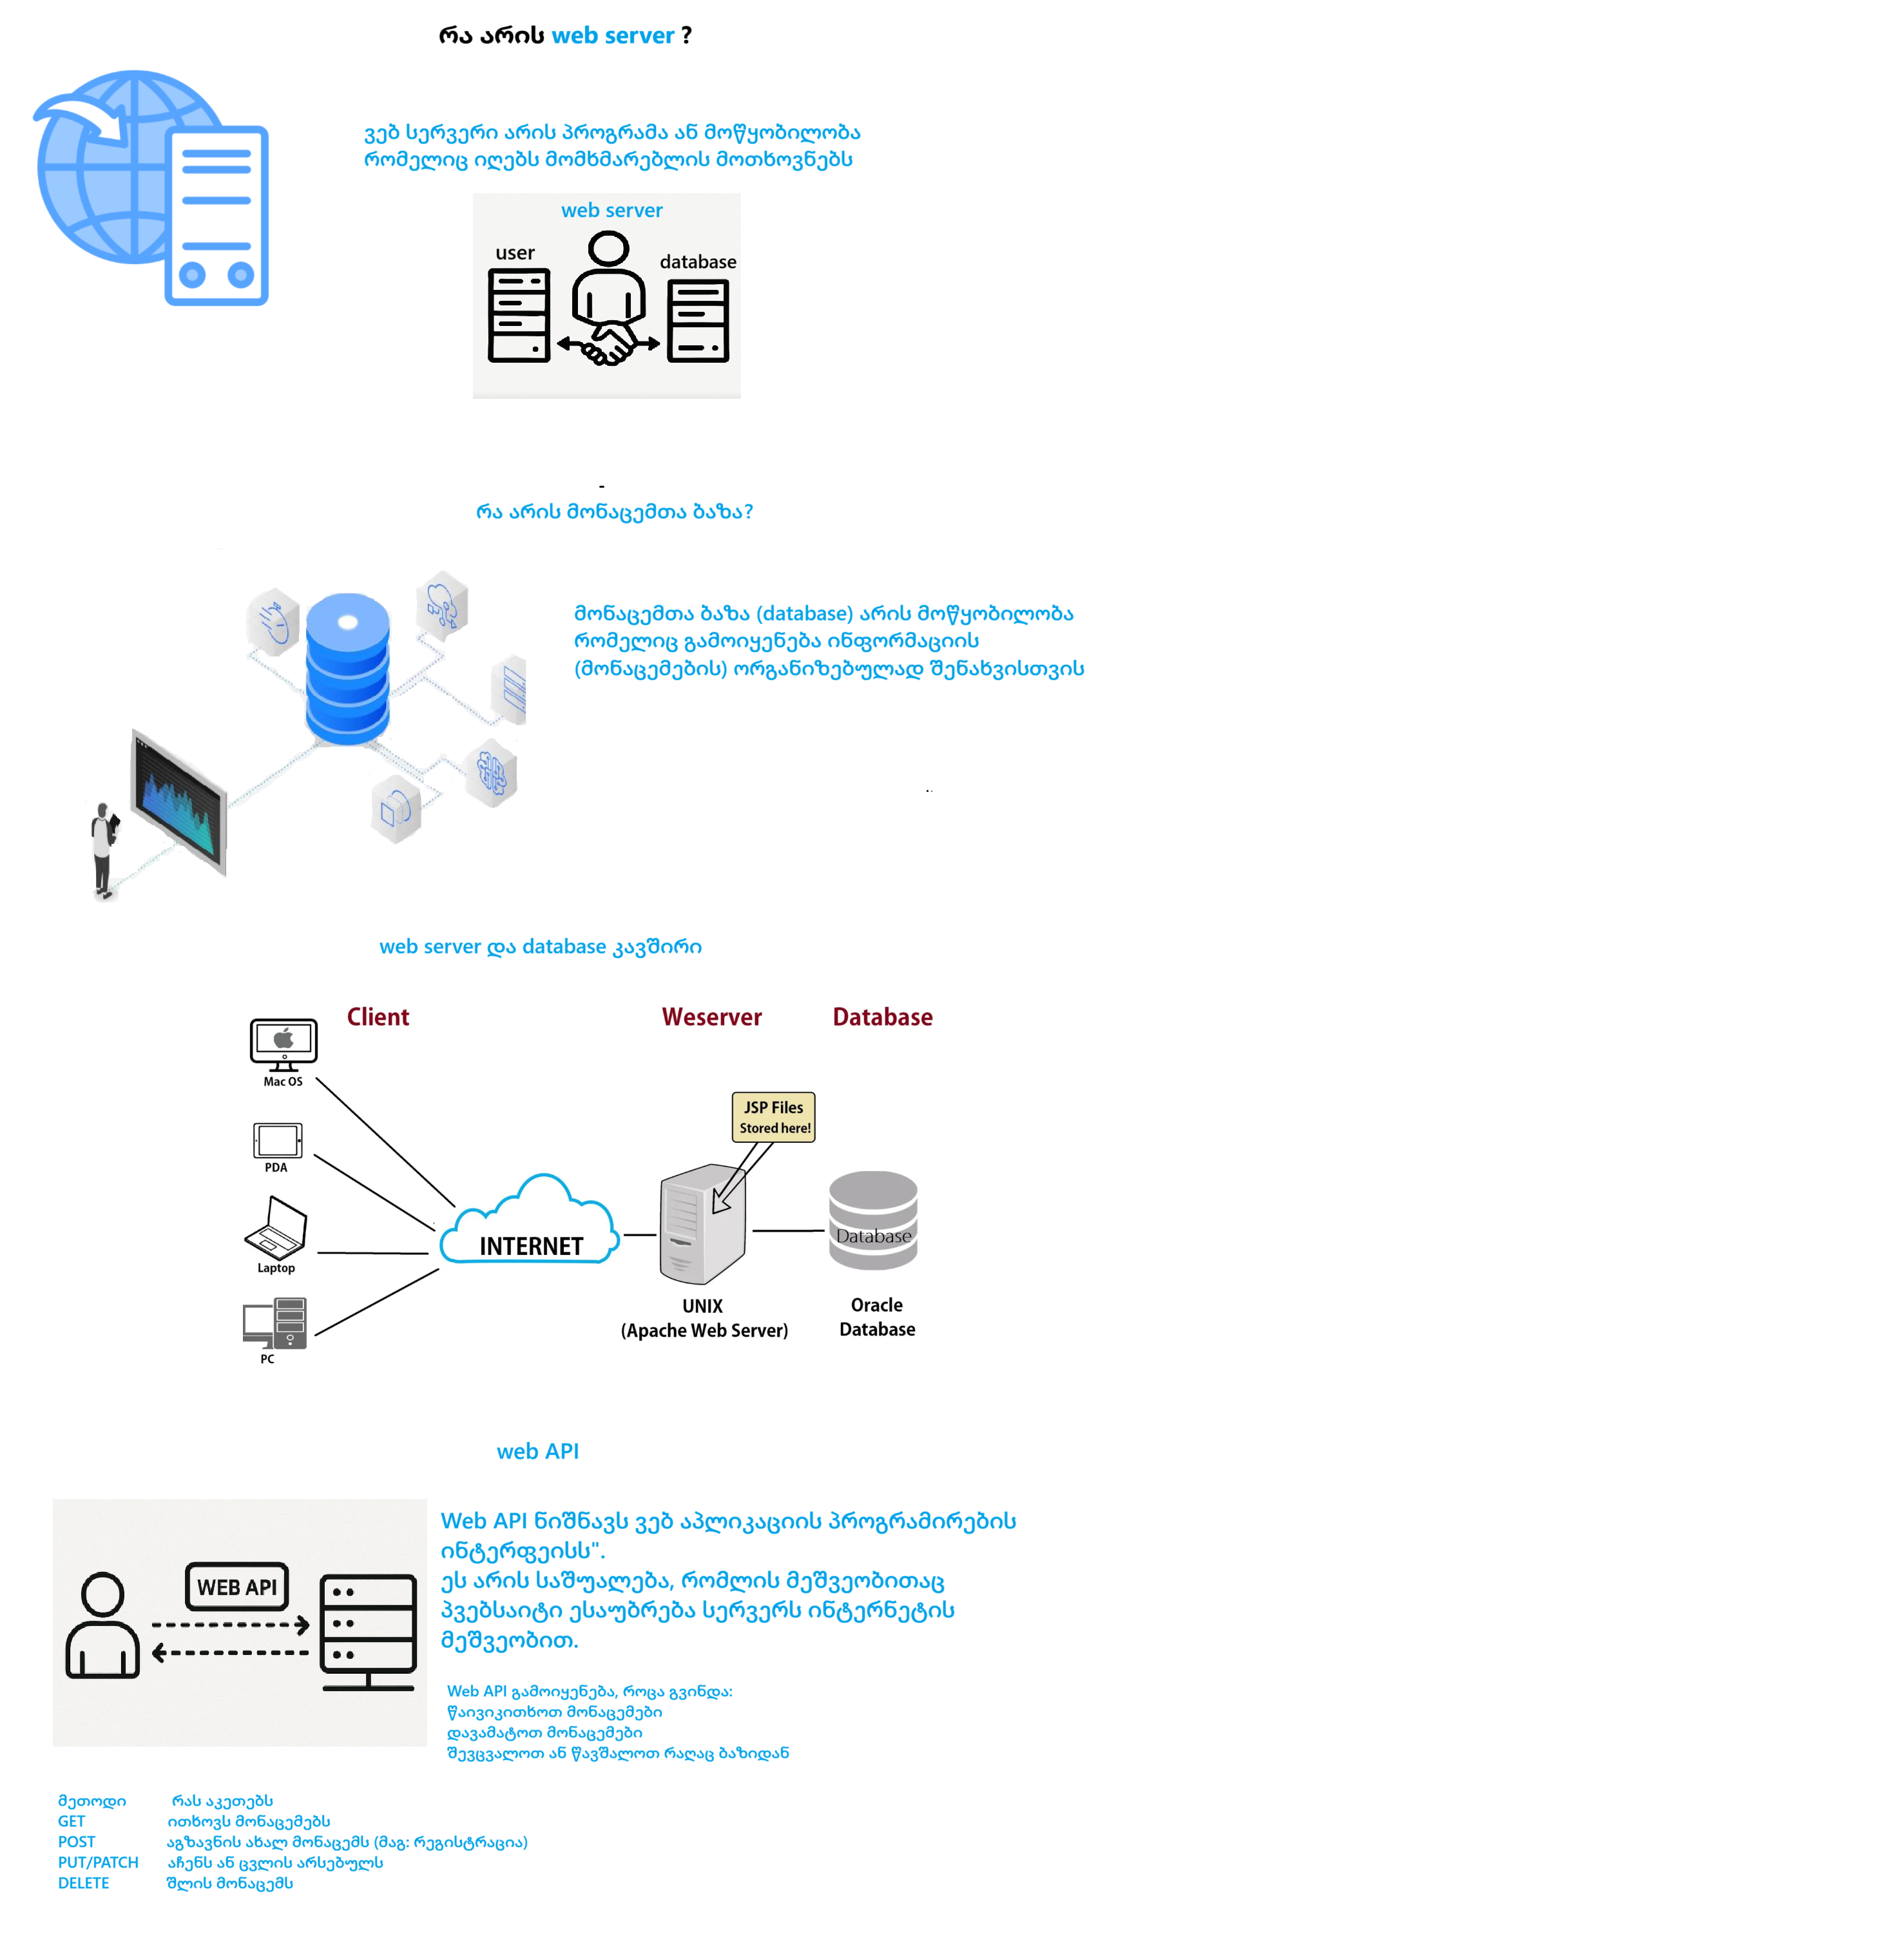 რა არის web server ?
ვებ სერვერი არის პროგრამა ან მოწყობილობა
რომელიც იღებს მომხმარებლის მოთხოვნებს
web server
user
database
-
რა არის მონაცემთა ბაზა?
მონაცემთა ბაზა (database) არის მოწყობილობა
რომელიც გამოიყენება ინფორმაციის
(მონაცემების) ორგანიზებულად შენახვისთვის
web server და database კავშირი
Client
Weserver
Database
Mac OS
JSP Files
Stored here!
PDA
Laptop
INTERNET
Database
PC
UNIX
(Apache Web Server)
Oracle
Database
web API
WEB API
Web API ნიშნავს ვებ აპლიკაციის პროგრამირების
ინტერფეისს".
ეს არის საშუალება, რომლის მეშვეობითაც
პვებსაიტი ესაუბრება სერვერს ინტერნეტის
მეშვეობით.
Web API გამოიყენება, როცა გვინდა:
წაივიკითხოთ მონაცემები
დავამატოთ მონაცემები
შევცვალოთ ან წავშალოთ რაღაც ბაზიდან
მეთოდი რას აკეთებს
GET ითხოვს მონაცემებს
POST აგზავნის ახალ მონაცემს (მაგ: რეგისტრაცია)
PUT/PATCH აჩენს ან ცვლის არსებულს
DELETE შლის მონაცემს